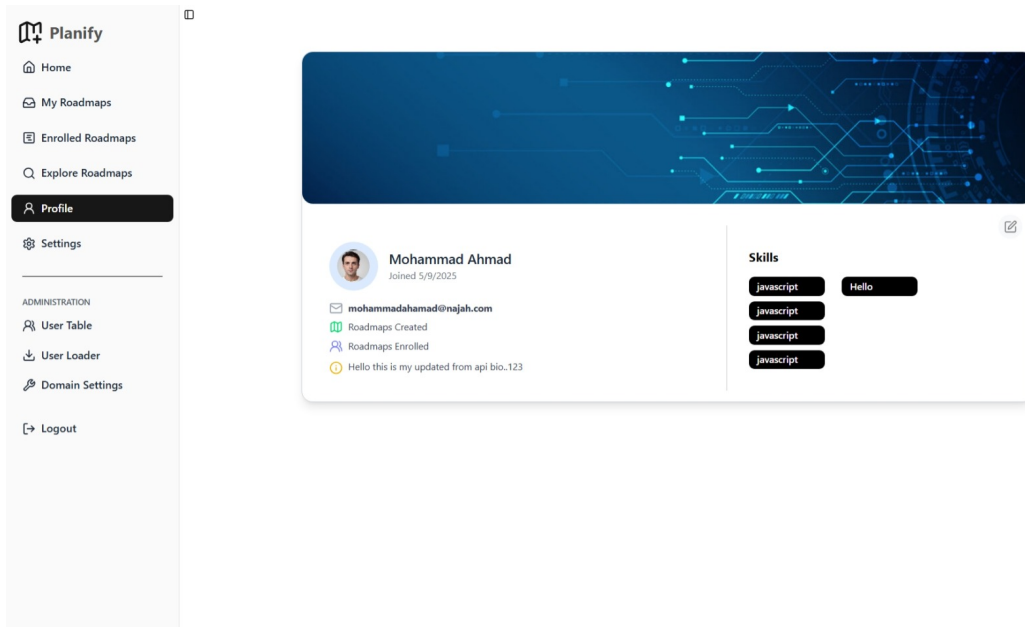 Planify
Home
My Roadmaps
Enrolled Roadmaps
Explore Roadmaps
Profile
Settings
ADMINISTRATION
User Table
User Loader
Domain Settings
Logout
Mohammad Ahmad
Joined 5/9/2025
mohammadahamad@najah.com
Roadmaps Created
Roadmaps Enrolled
Hello this is my updated from api bio..123
Skills
javascript Hello
javascript
javascript
javascript